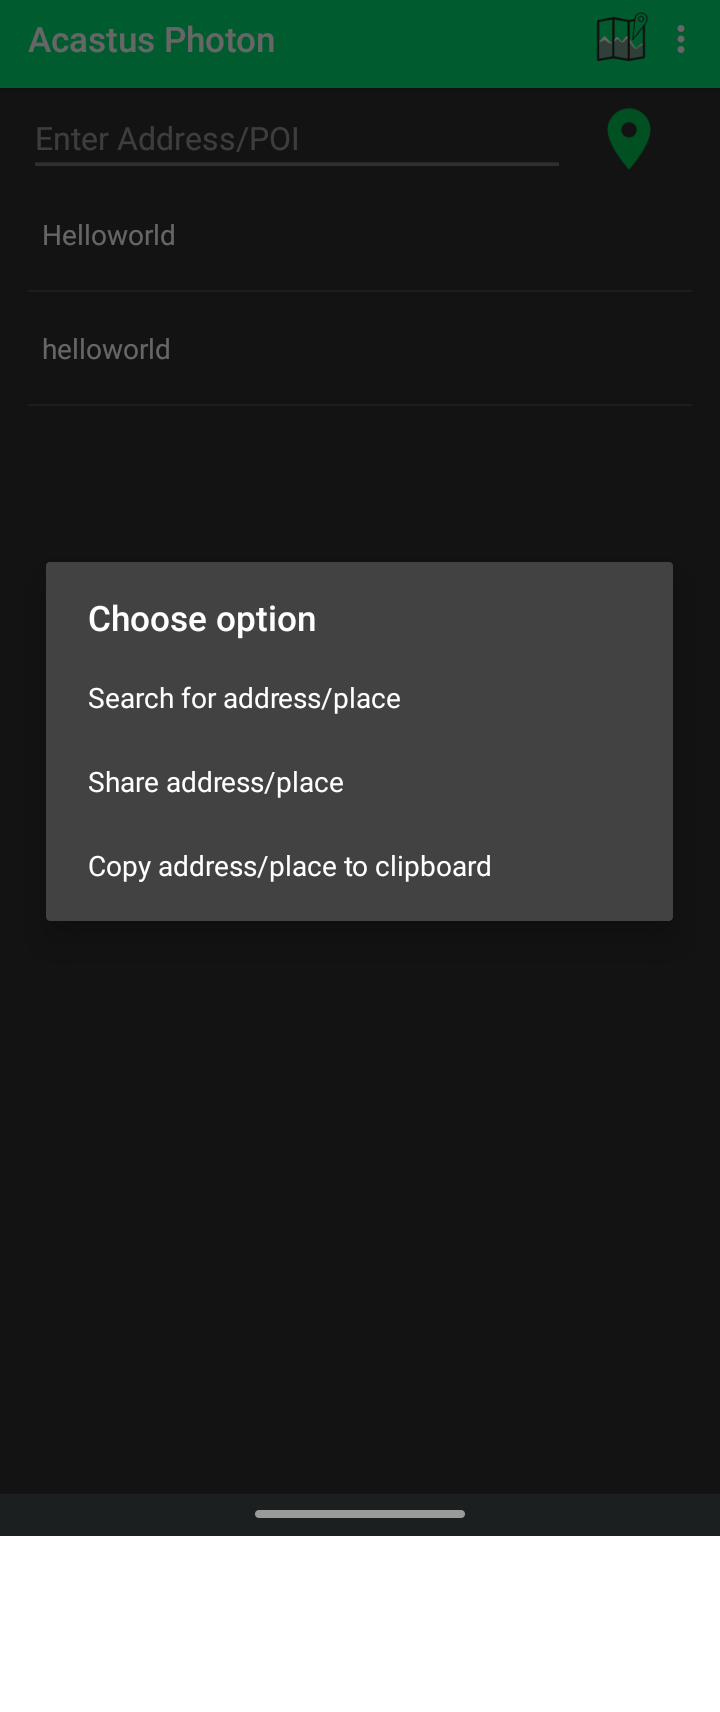 Acastus Photon
Enter Address/POI
Helloworld
helloworld
Choose option
Search for address/place
Share address/place
Copy address/place to clipboard